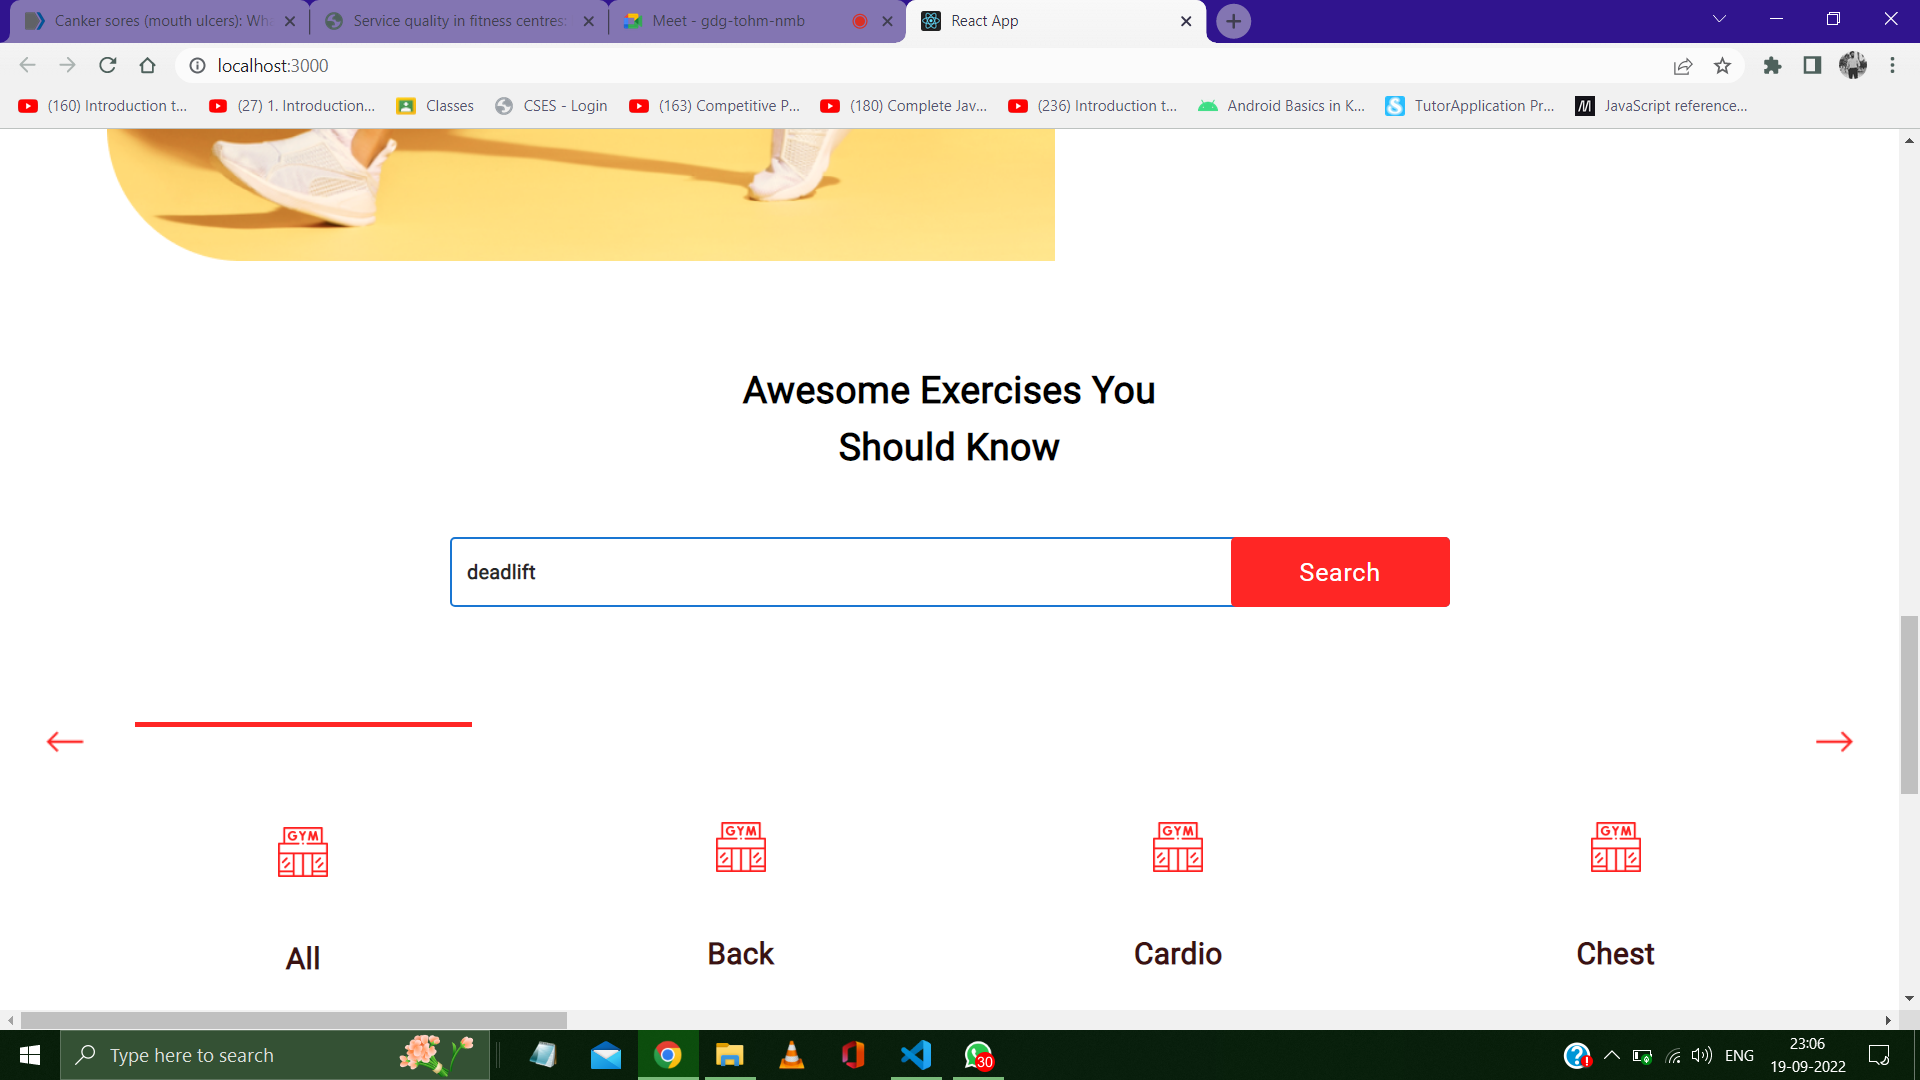 Canker sores (mouth ulcers): Wha
Service quality in fitness centres:
Meet - gdg-tohm-nmb
React App
localhost:3000
(160) Introduction t...
(27) 1. Introduction...
Classes
CSES - Login
(163) Competitive P...
(180) Complete Jav...
(236) Introduction t...
Android Basics in K...
TutorApplication Pr...
JavaScript reference...
Awesome Exercises You
Should Know
deadlift
Search
GYM
GYM
GYM
GYM
All
Back
Cardio
Chest
Type here to search
30
ENG
23:06
19-09-2022